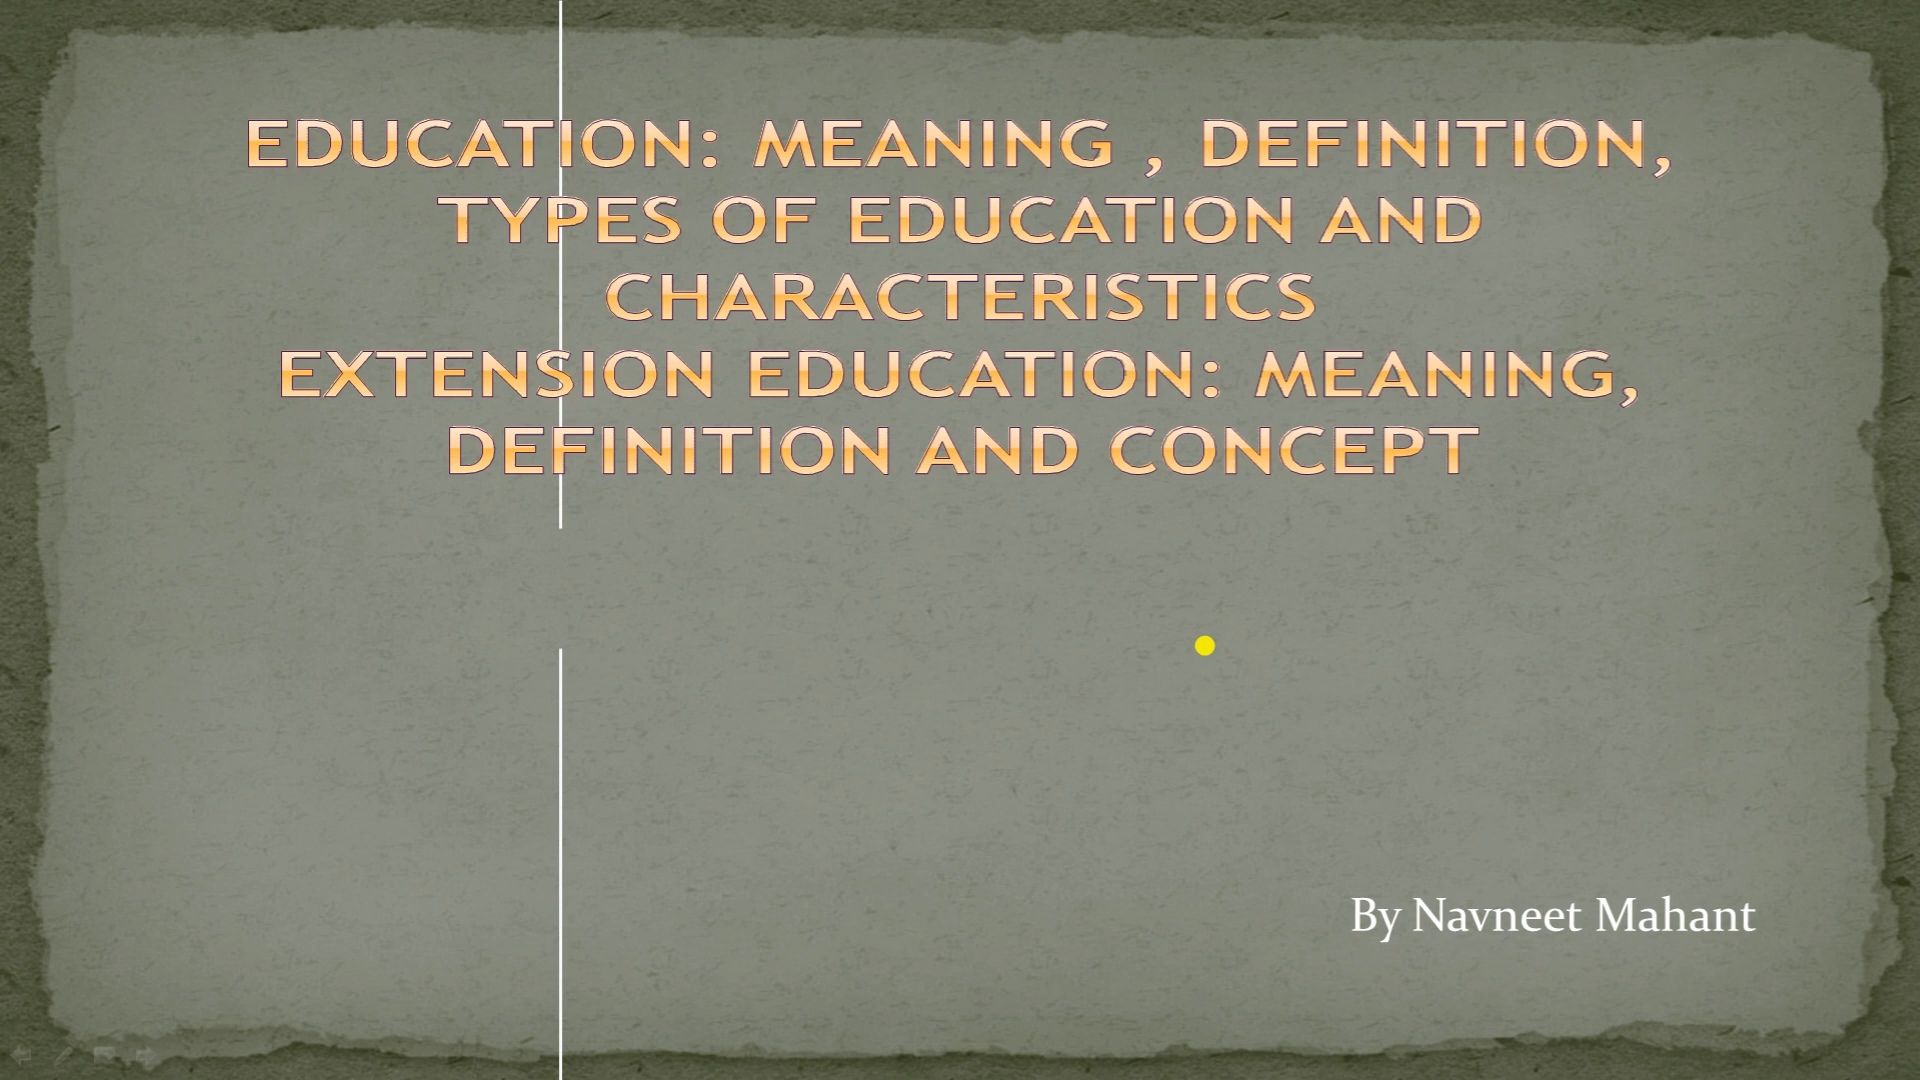 EDUCATION: MEANING , DEFINITION,
TYPES OF EDUCATION AND
CHARACTERISTICS
EXTENSION EDUCATION: MEANING,
DEFINITION AND CONCEPT
By Navneet Mahant